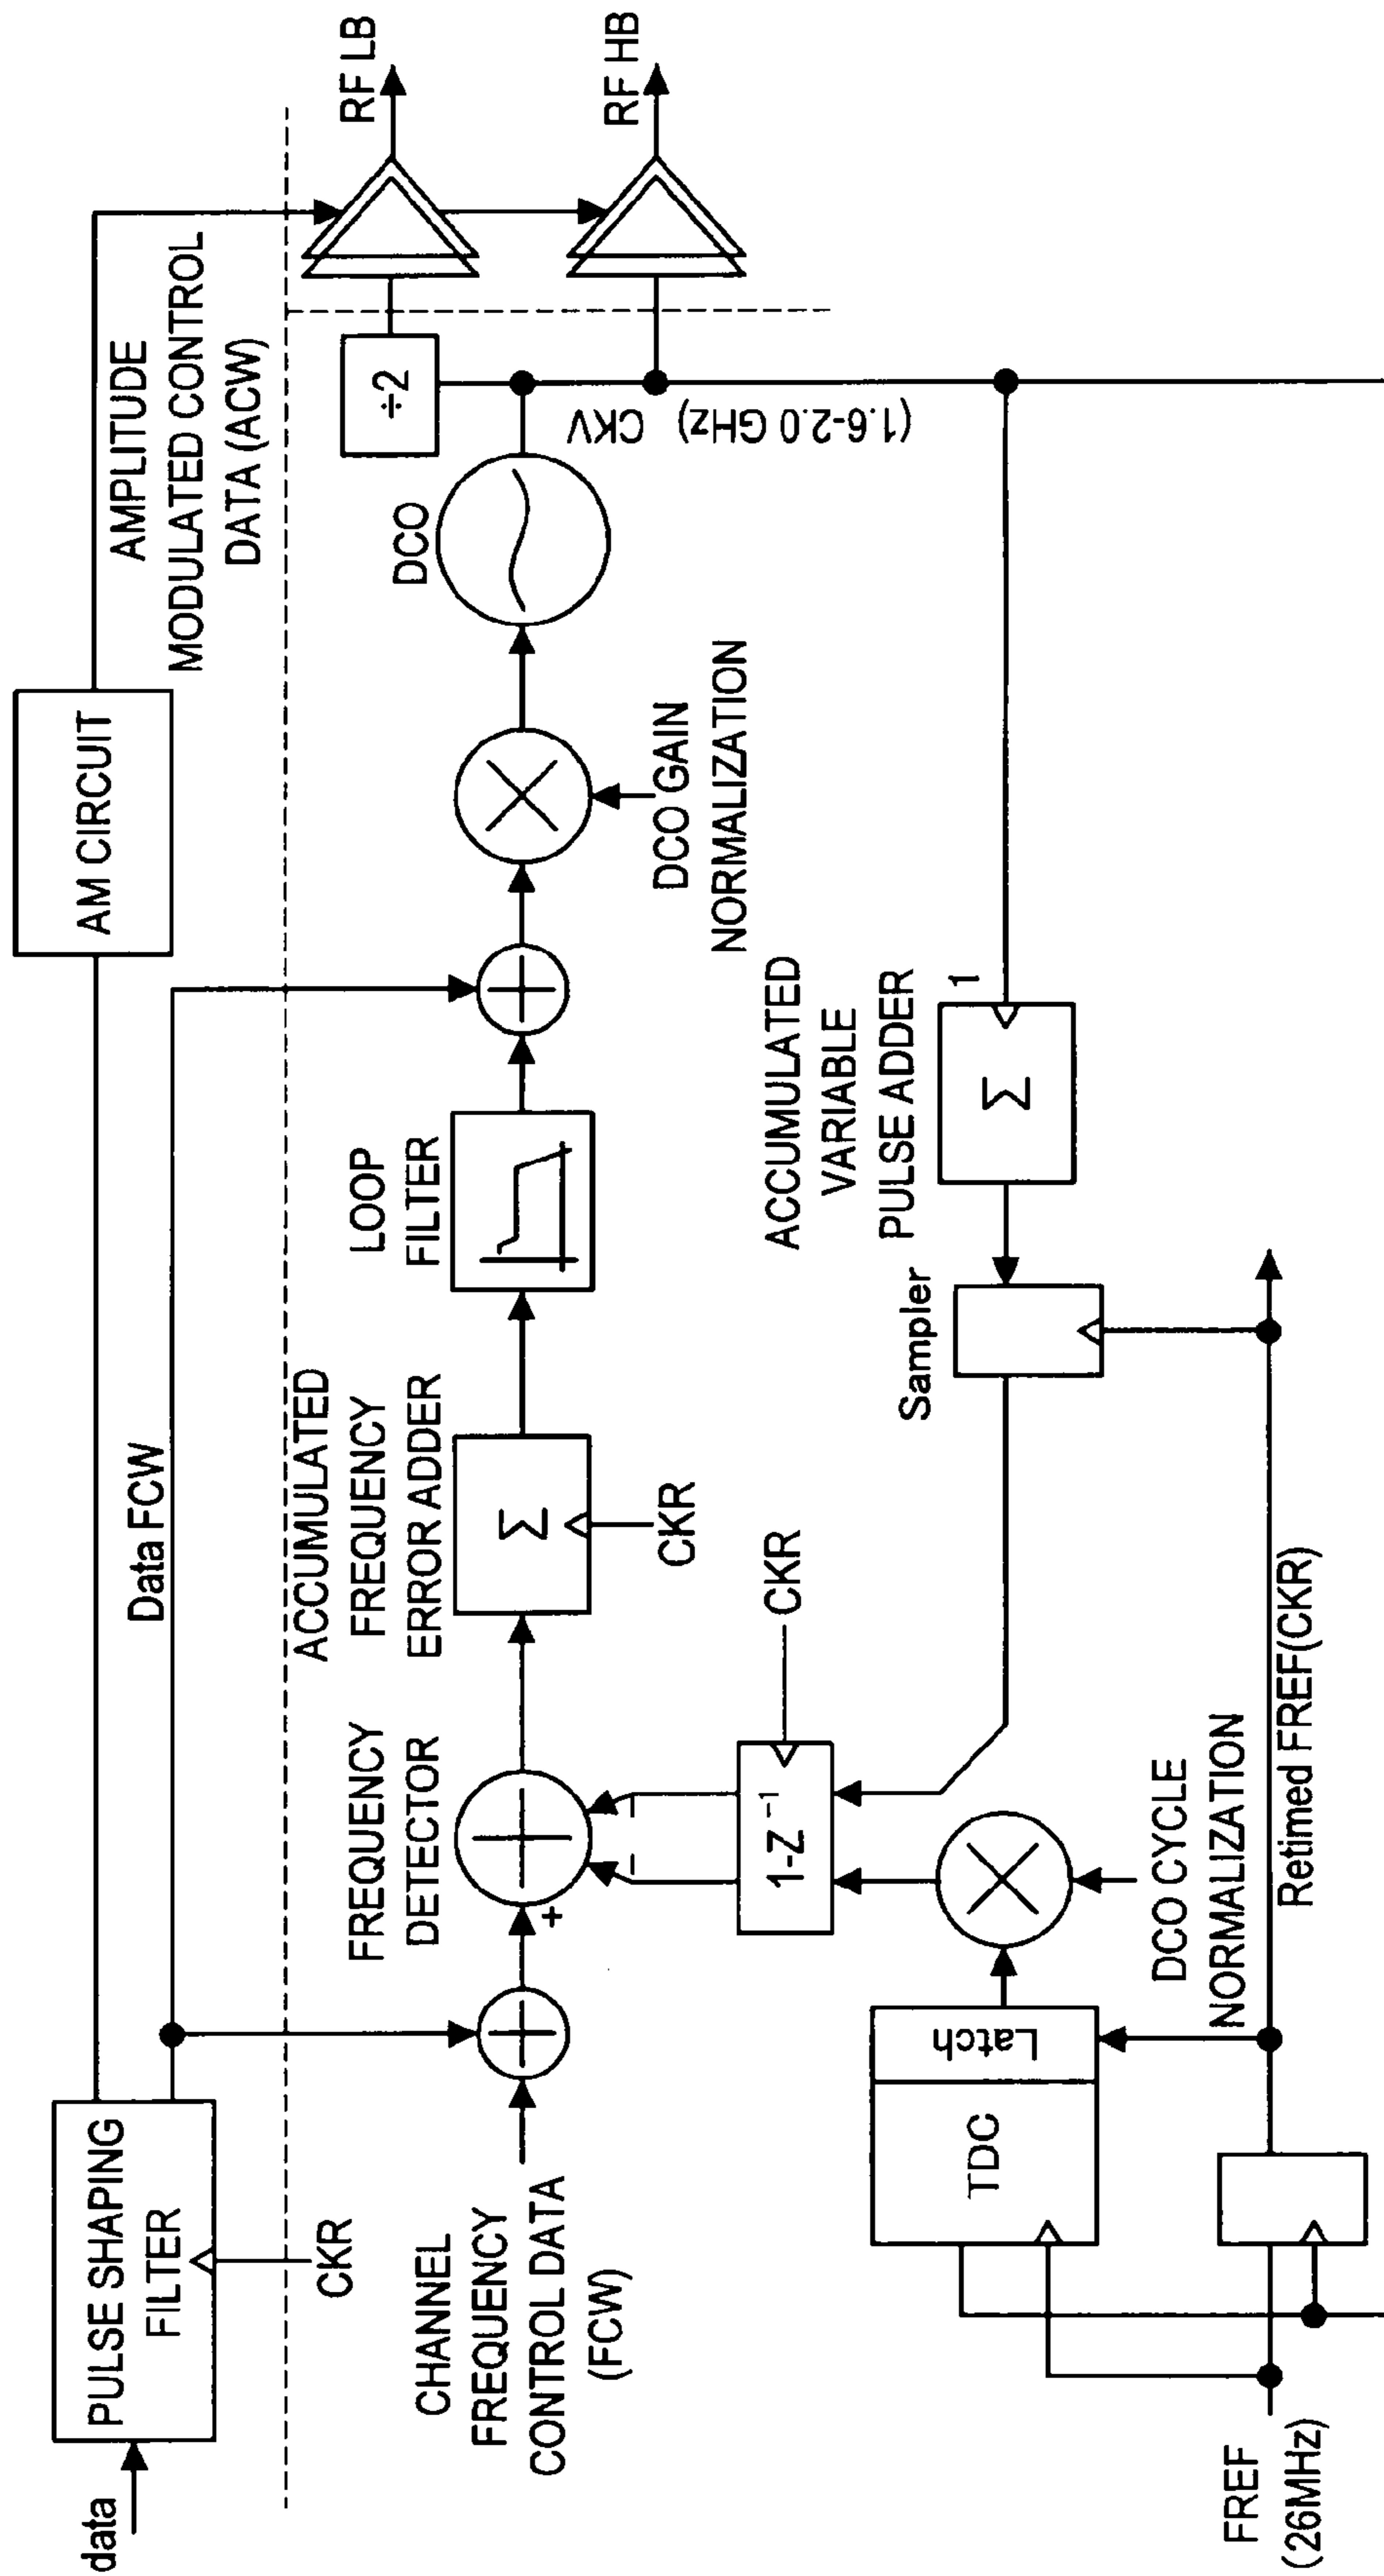 data
PULSE SHAPING
FILTER
CKR
AM CIRCUIT
AMPLITUDE
MODULATED CONTROL
DATA (ACW)
Data FCW
RF LB
RF HB
CHANNEL
FREQUENCY
CONTROL DATA
(FCW)
+
FREQUENCY
DETECTOR
ACCUMULATED
FREQUENCY
ERROR ADDER
Σ
CKR
LOOP
FILTER
DCO GAIN
NORMALIZATION
DCO
÷2
CKV
(1.6-2.0 GHz)
− −
1-Z⁻¹
CKR
ACCUMULATED
VARIABLE
PULSE ADDER
1
Σ
Sampler
TDC
Latch
DCO CYCLE
NORMALIZATION
Retimed FREF(CKR)
FREF
(26MHz)